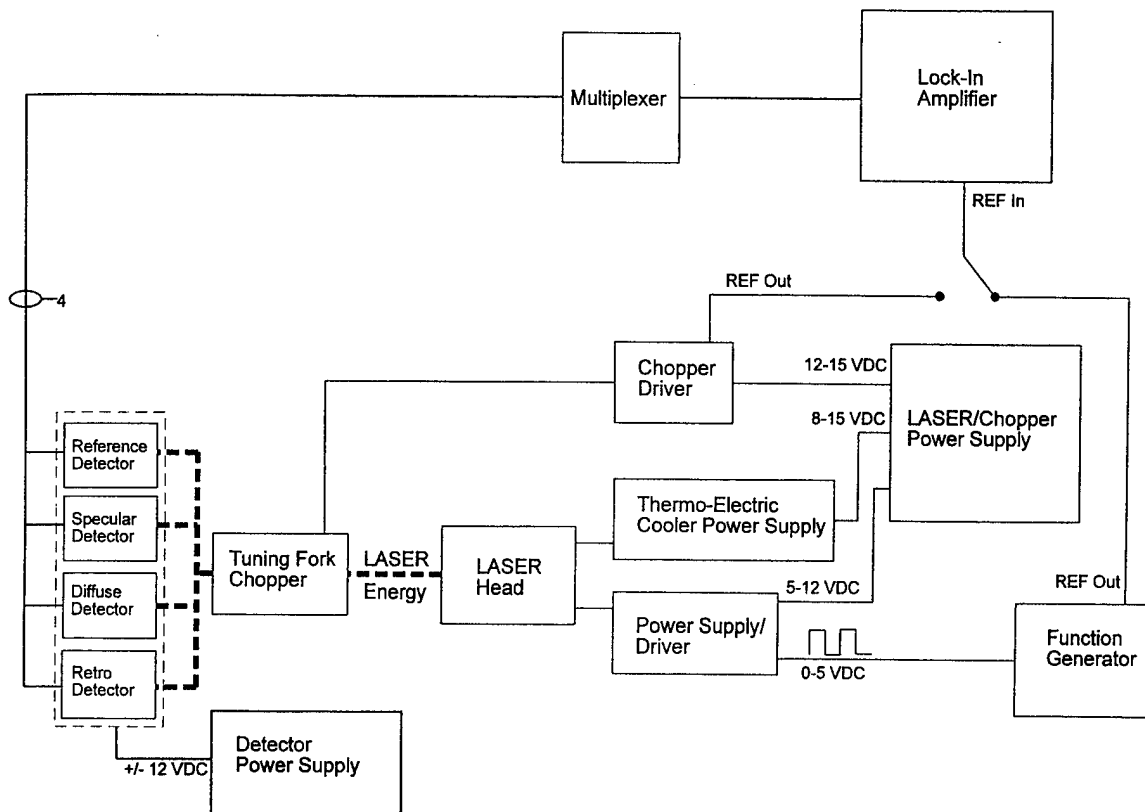 Multiplexer
Lock-In
Amplifier
REF In
4
REF Out
Chopper
Driver
12-15 VDC
8-15 VDC
LASER/Chopper
Power Supply
Reference
Detector
Specular
Detector
Diffuse
Detector
Retro
Detector
Tuning Fork
Chopper
LASER
Energy
LASER
Head
Thermo-Electric
Cooler Power Supply
Power Supply/
Driver
5-12 VDC
0-5 VDC
REF Out
Function
Generator
+/- 12 VDC
Detector
Power Supply